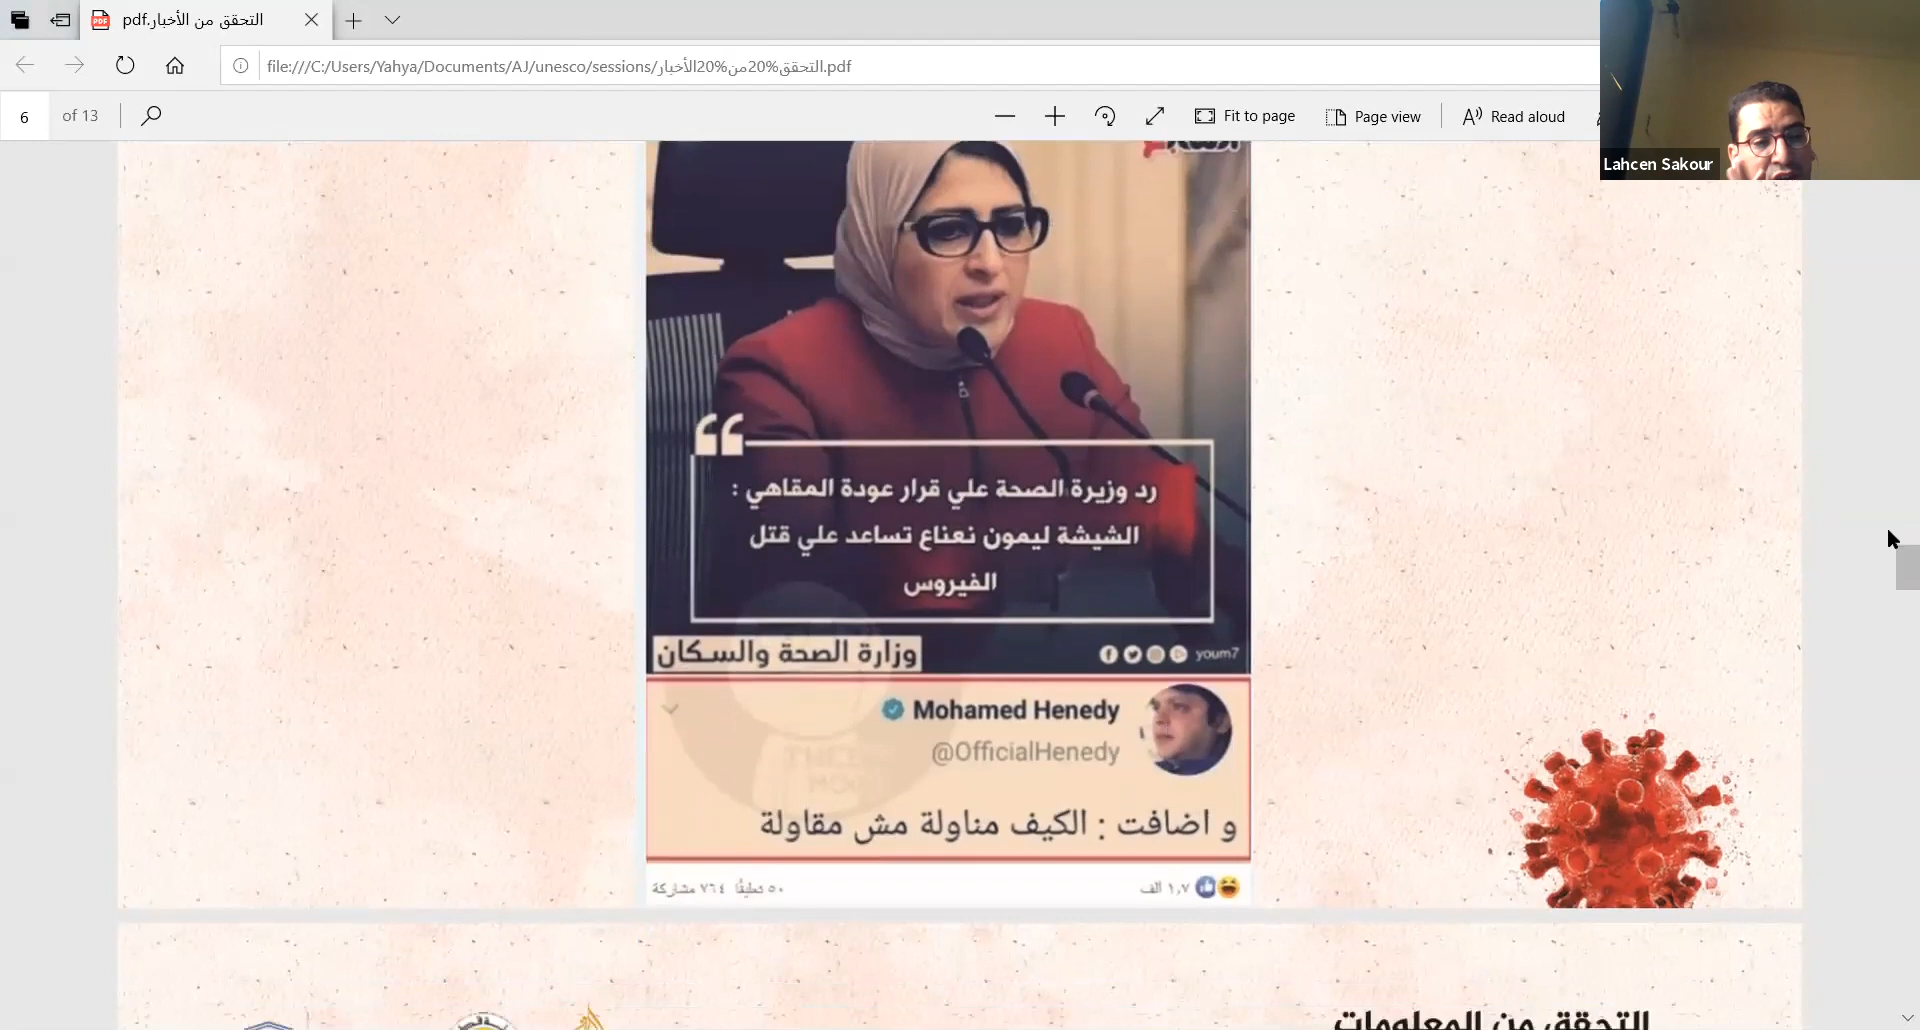 التحقق من الأخبار.pdf
file:///C:/Users/Yahya/Documents/AJ/unesco/sessions/التحقق%20من%20الأخبار.pdf
6 of 13
Fit to page
Page view
Read aloud
Lahcen Sakour
رد وزيرة الصحة علي قرار عودة المقاهي :
الشيشة ليمون نعناع تساعد علي قتل
الفيروس
وزارة الصحة والسكان
youm7
Mohamed Henedy
@OfficialHenedy
و اضافت : الكيف مناولة مش مقاولة
١,٧ الف
٥٠ تعليقًا ٧٦٤ مشاركة
التحقق من المعلومات